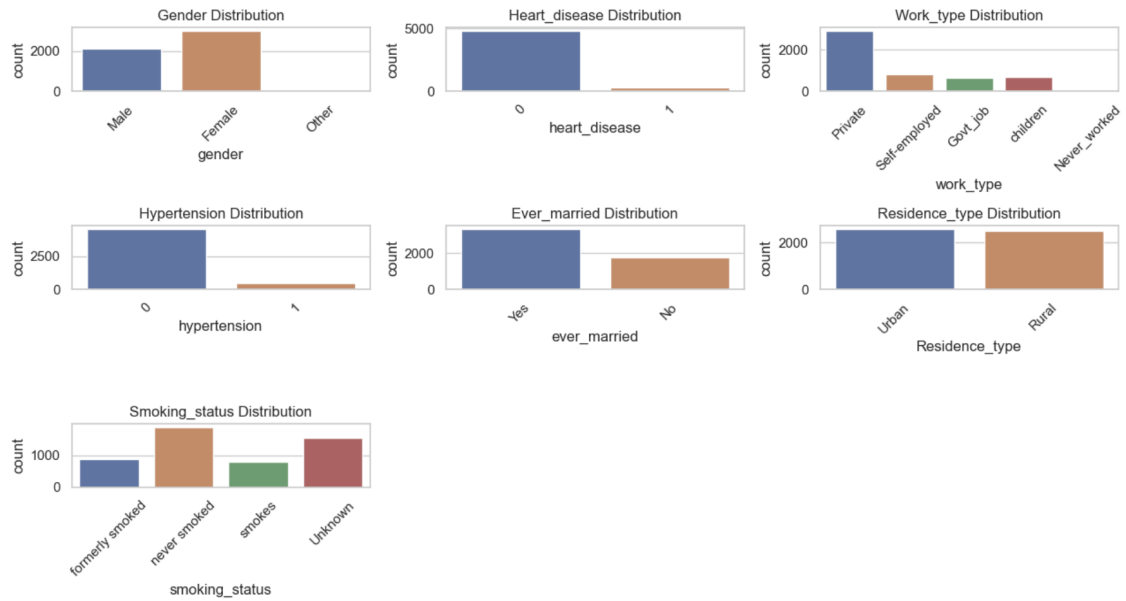 Gender Distribution
count
2000
0
Male
Female
Other
gender
Heart_disease Distribution
count
5000
0
0
1
heart_disease
Work_type Distribution
count
2000
0
Private
Self-employed
Govt_job
children
Never_worked
work_type
Hypertension Distribution
count
2500
0
0
1
hypertension
Ever_married Distribution
count
2000
0
Yes
No
ever_married
Residence_type Distribution
count
2000
0
Urban
Rural
Residence_type
Smoking_status Distribution
count
1000
0
formerly smoked
never smoked
smokes
Unknown
smoking_status